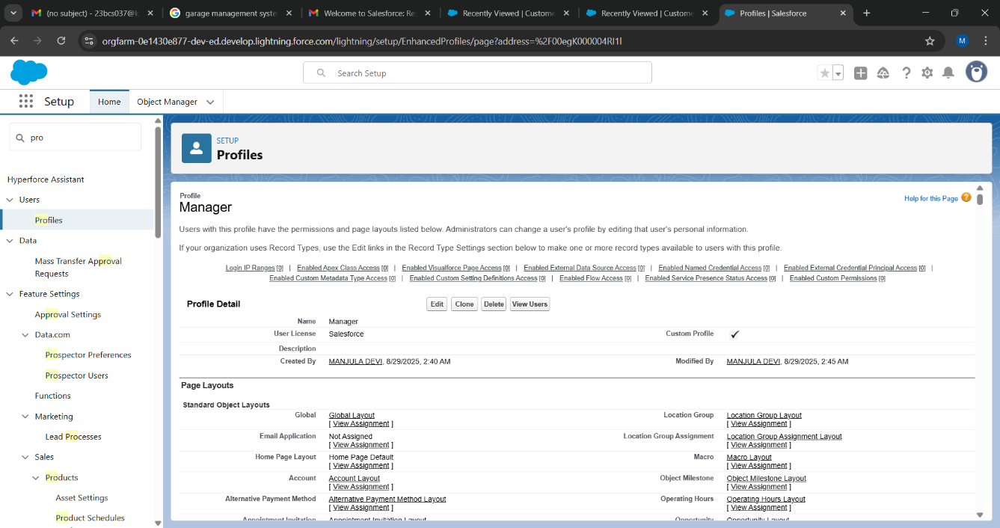 (no subject) - 23bcs037@k
garage management syste
Welcome to Salesforce: Re
Recently Viewed | Custome
Recently Viewed | Custome
Profiles | Salesforce
orgfarm-0e1430e877-dev-ed.develop.lightning.force.com/lightning/setup/EnhancedProfiles/page?address=%2F00egK000004RI1l
M
Search Setup
Setup
Home
Object Manager
pro
Hyperforce Assistant
Users
Profiles
Data
Mass Transfer Approval
Requests
Feature Settings
Approval Settings
Data.com
Prospector Preferences
Prospector Users
Functions
Marketing
Lead Processes
Sales
Products
Asset Settings
Product Schedules
SETUP
Profiles
Profile
Manager
Help for this Page
Users with this profile have the permissions and page layouts listed below. Administrators can change a user's profile by editing that user's personal information.
If your organization uses Record Types, use the Edit links in the Record Type Settings section below to make one or more record types available to users with this profile.
Login IP Ranges [0] | Enabled Apex Class Access [0] | Enabled Visualforce Page Access [0] | Enabled External Data Source Access [0] | Enabled Named Credential Access [0] | Enabled External Credential Principal Access [0] |
Enabled Custom Metadata Type Access [0] | Enabled Custom Setting Definitions Access [0] | Enabled Flow Access [0] | Enabled Service Presence Status Access [0] | Enabled Custom Permissions [0]
Profile Detail Edit Clone Delete View Users
Name Manager
User License Salesforce Custom Profile ✓
Description
Created By MANJULA DEVI, 8/29/2025, 2:40 AM Modified By MANJULA DEVI, 8/29/2025, 2:45 AM
Page Layouts
Standard Object Layouts
Global Global Layout Location Group Location Group Layout
[ View Assignment ] [ View Assignment ]
Email Application Not Assigned Location Group Assignment Location Group Assignment Layout
[ View Assignment ] [ View Assignment ]
Home Page Layout Home Page Default Macro Macro Layout
[ View Assignment ] [ View Assignment ]
Account Account Layout Object Milestone Object Milestone Layout
[ View Assignment ] [ View Assignment ]
Alternative Payment Method Alternative Payment Method Layout Operating Hours Operating Hours Layout
[ View Assignment ] [ View Assignment ]
Appointment Invitation Appointment Invitation Layout Opportunity Opportunity Layout